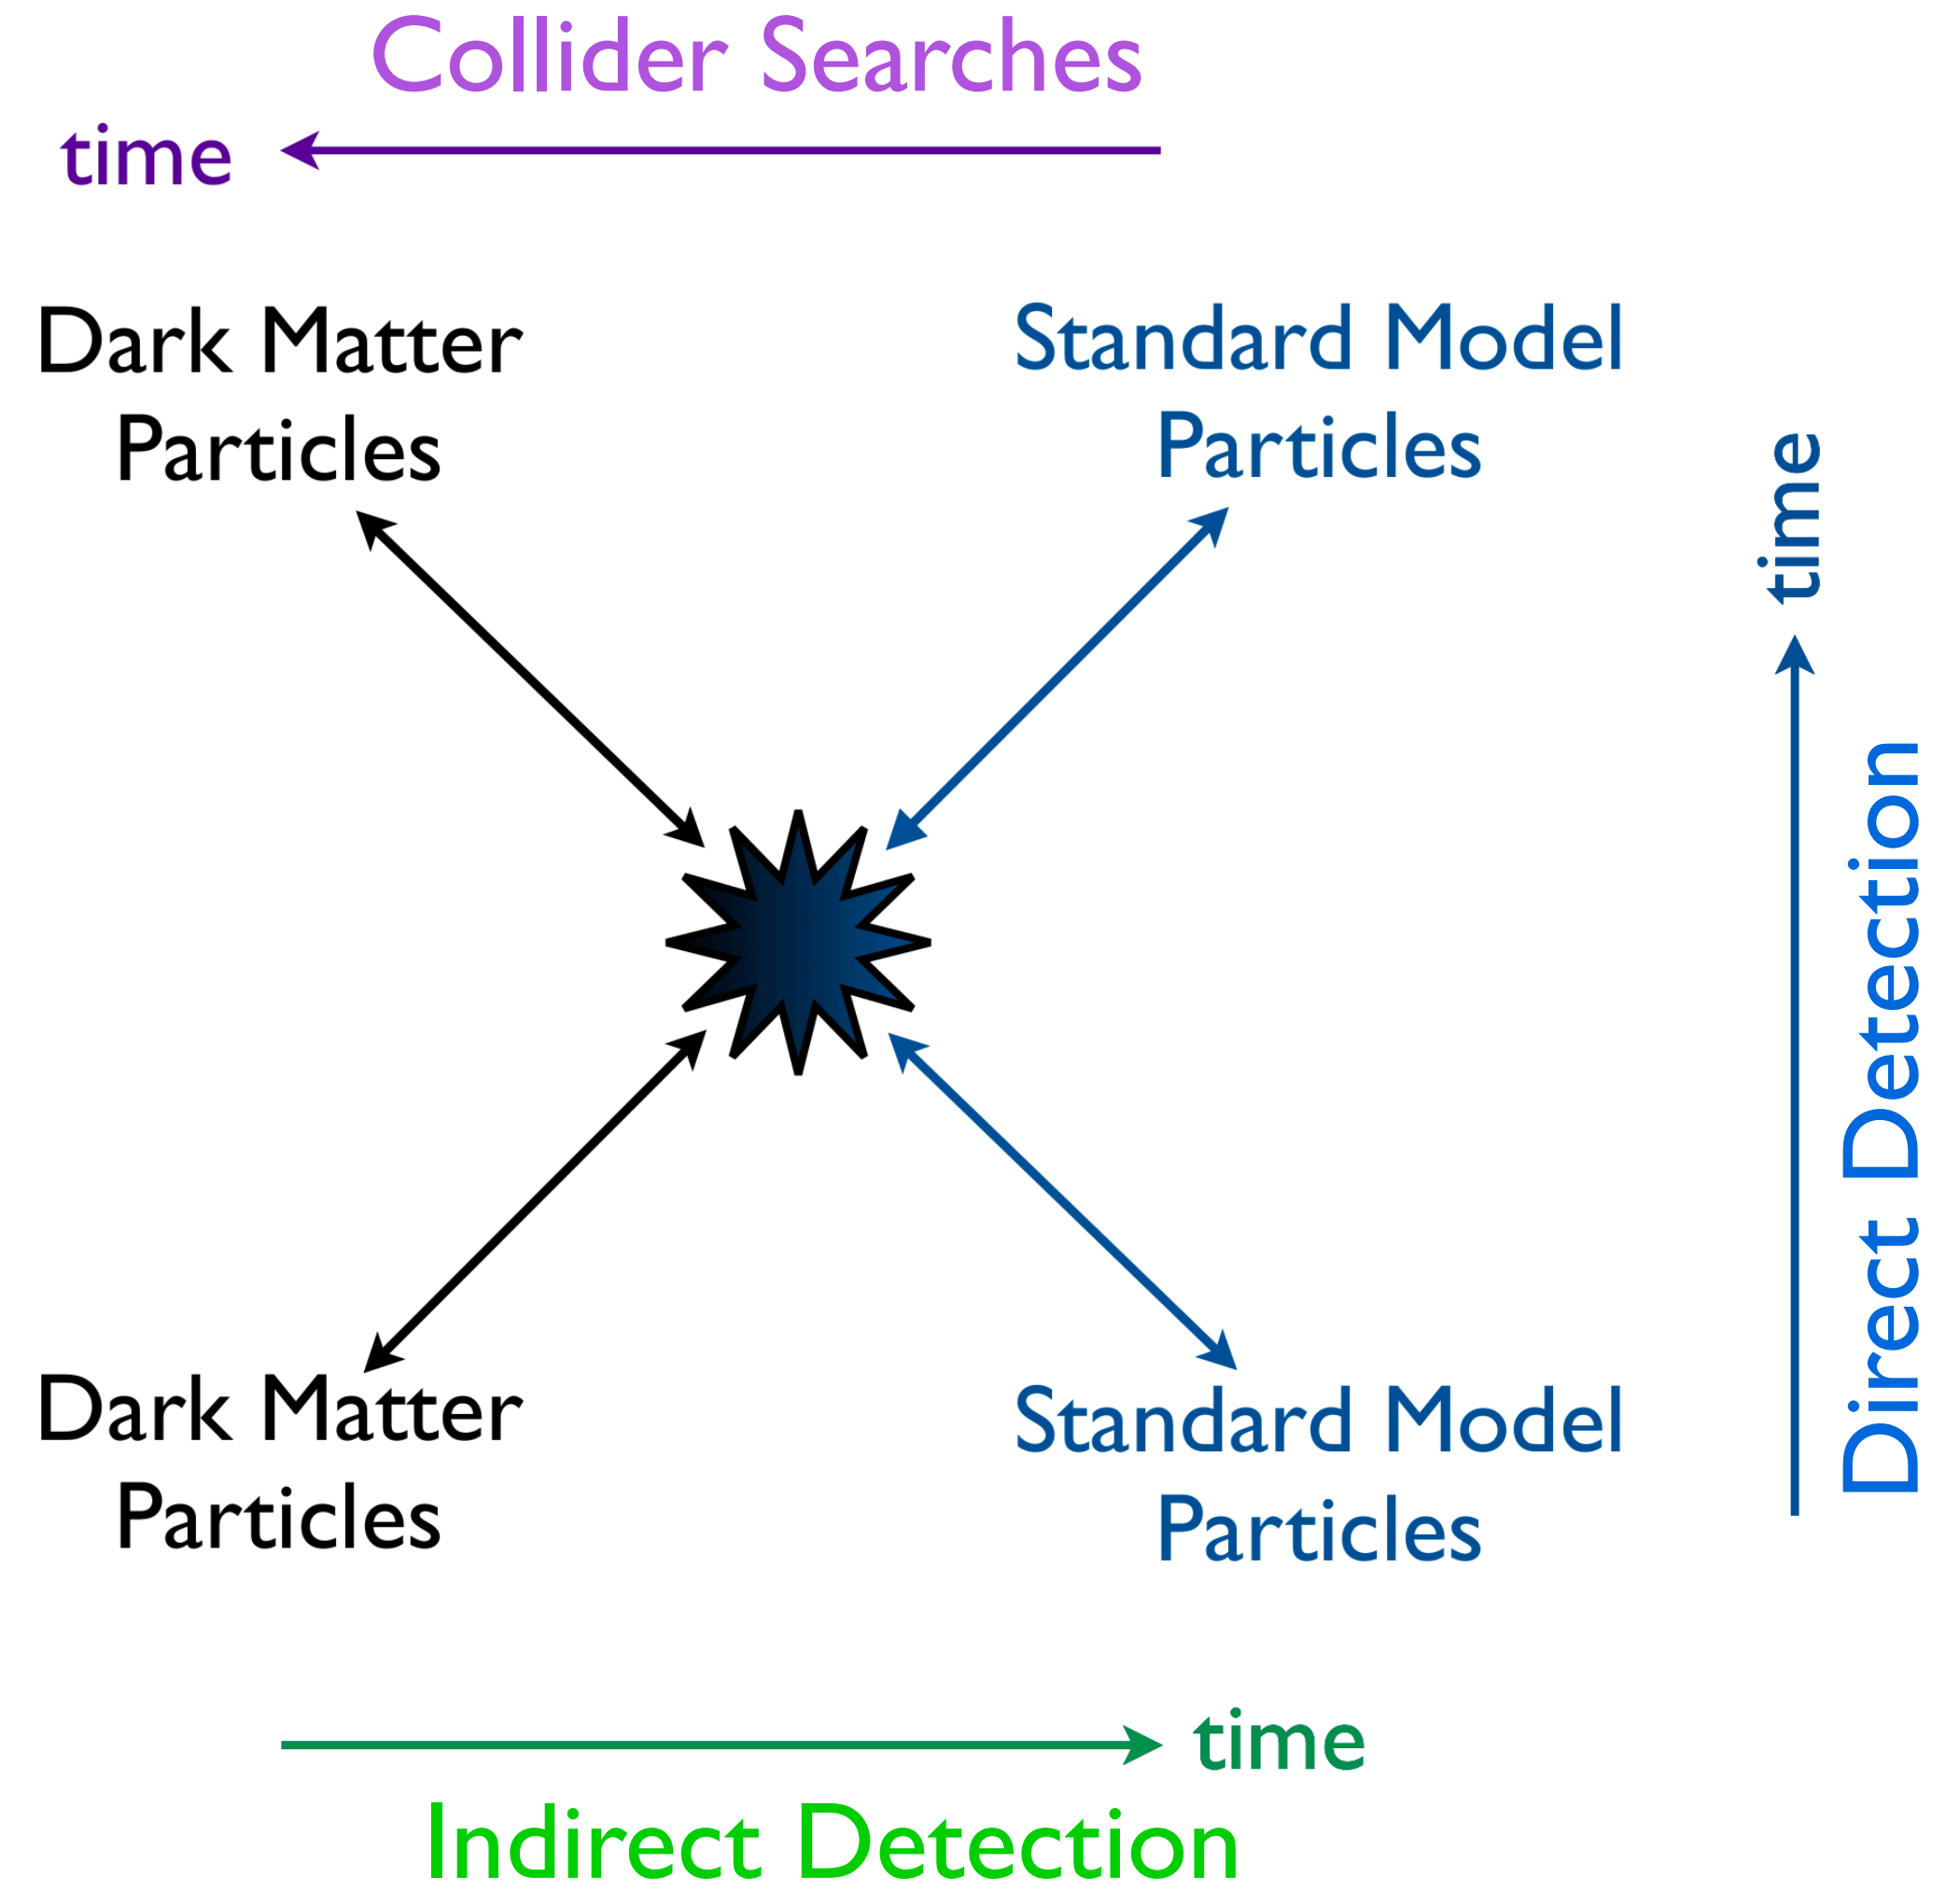 Collider Searches
time
Dark Matter
Particles
Standard Model
Particles
time
Direct Detection
Dark Matter
Particles
Standard Model
Particles
time
Indirect Detection